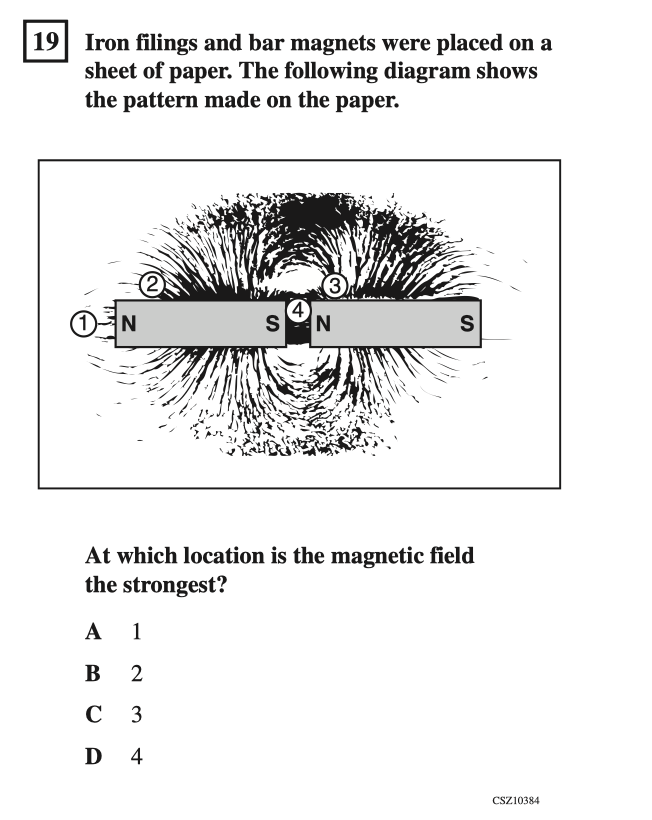 19 Iron filings and bar magnets were placed on a
sheet of paper. The following diagram shows
the pattern made on the paper.
2
3
1 N S 4 N S
At which location is the magnetic field
the strongest?
A 1
B 2
C 3
D 4
CSZ10384